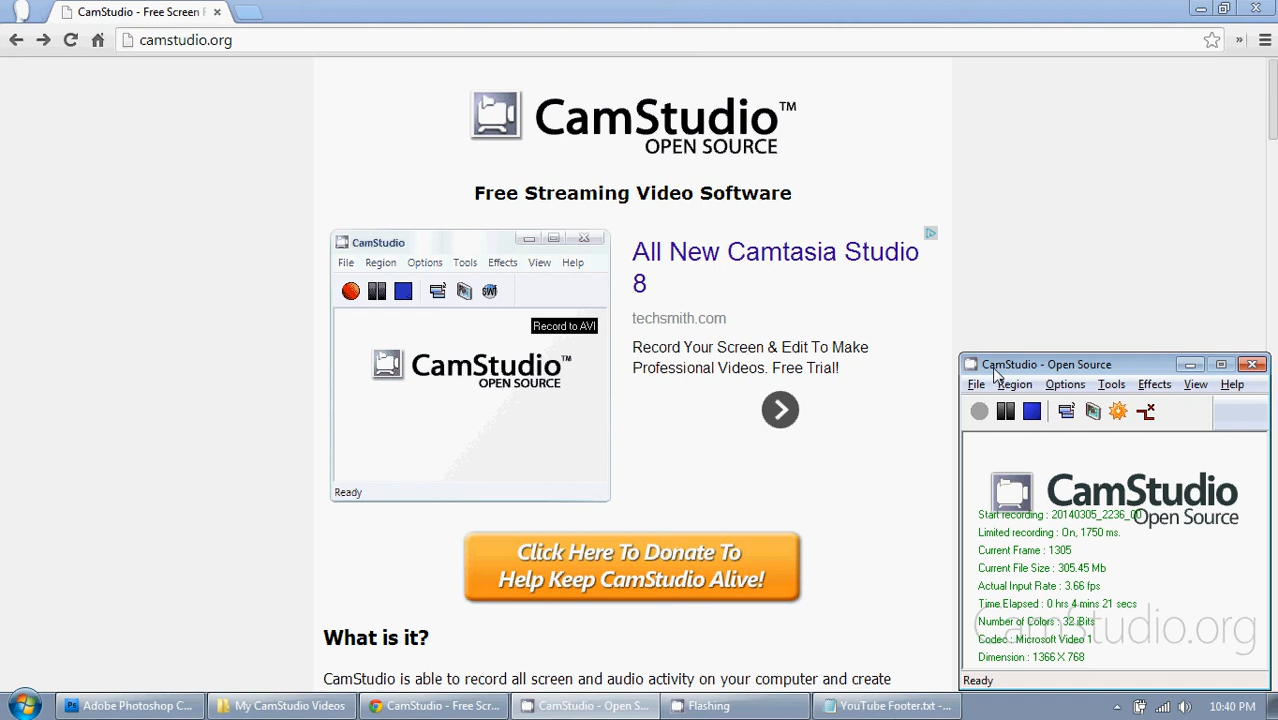 CamStudio - Free Screen R
camstudio.org
CamStudio™
OPEN SOURCE
Free Streaming Video Software
CamStudio
File Region Options Tools Effects View Help
SWF
Record to AVI
CamStudio™
OPEN SOURCE
Ready
All New Camtasia Studio
8
techsmith.com
Record Your Screen & Edit To Make
Professional Videos. Free Trial!
Click Here To Donate To
Help Keep CamStudio Alive!
What is it?
CamStudio is able to record all screen and audio activity on your computer and create
CamStudio - Open Source
File Region Options Tools Effects View Help
CamStudio
Open Source
Start recording : 20140305_2236_00
Limited recording : On, 1750 ms.
Current Frame : 1305
Current File Size : 305.45 Mb
Actual Input Rate : 3.66 fps
Time Elapsed : 0 hrs 4 mins 21 secs
Number of Colors : 32 Bits
Codec : Microsoft Video 1
Dimension : 1366 X 768
CamStudio.org
Ready
Adobe Photoshop C...
My CamStudio Videos
CamStudio - Free Scr...
CamStudio - Open S...
Flashing
YouTube Footer.txt -...
10:40 PM